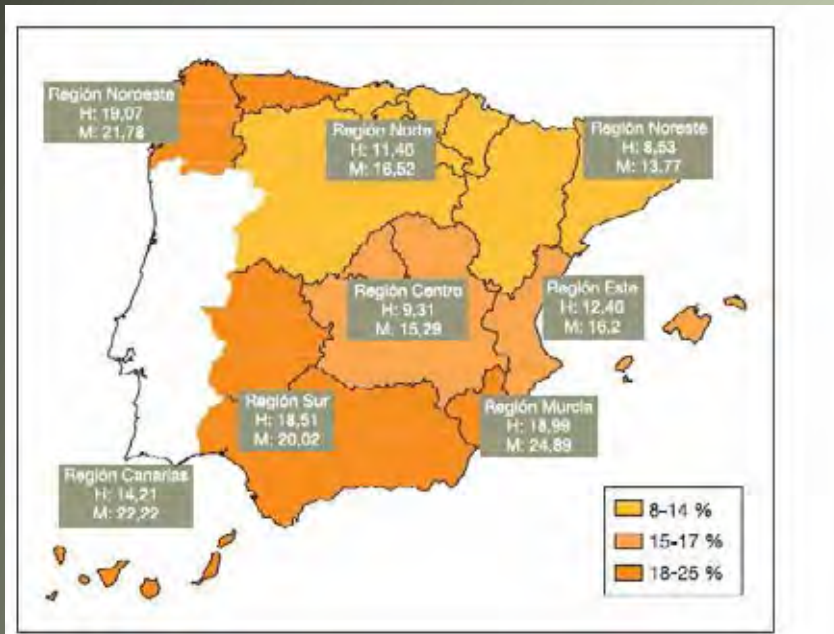 Región Noroeste
H: 19,07
M: 21,78
Región Norte
H: 11,40
M: 16,52
Región Noreste
H: 8,53
M: 13,77
Región Centro
H: 9,31
M: 15,29
Región Este
H: 12,40
M: 16,2
Región Sur
H: 18,51
M: 20,02
Región Murcia
H: 18,99
M: 24,89
Región Canarias
H: 14,21
M: 22,22
8-14 %
15-17 %
18-25 %